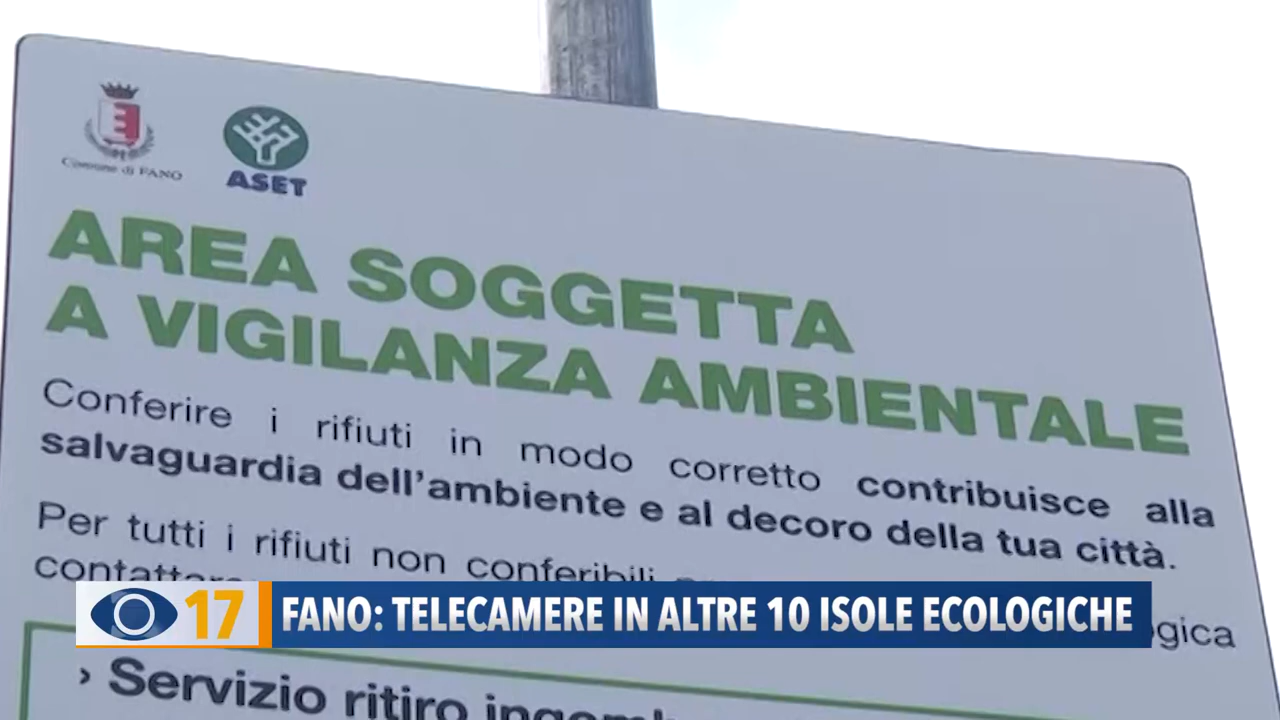 Comune di FANO
ASET
AREA SOGGETTA
A VIGILANZA AMBIENTALE
Conferire i rifiuti in modo corretto contribuisce alla
salvaguardia dell'ambiente e al decoro della tua città.
Per tutti i rifiuti non conferibili
17
FANO: TELECAMERE IN ALTRE 10 ISOLE ECOLOGICHE
› Servizio ritiro